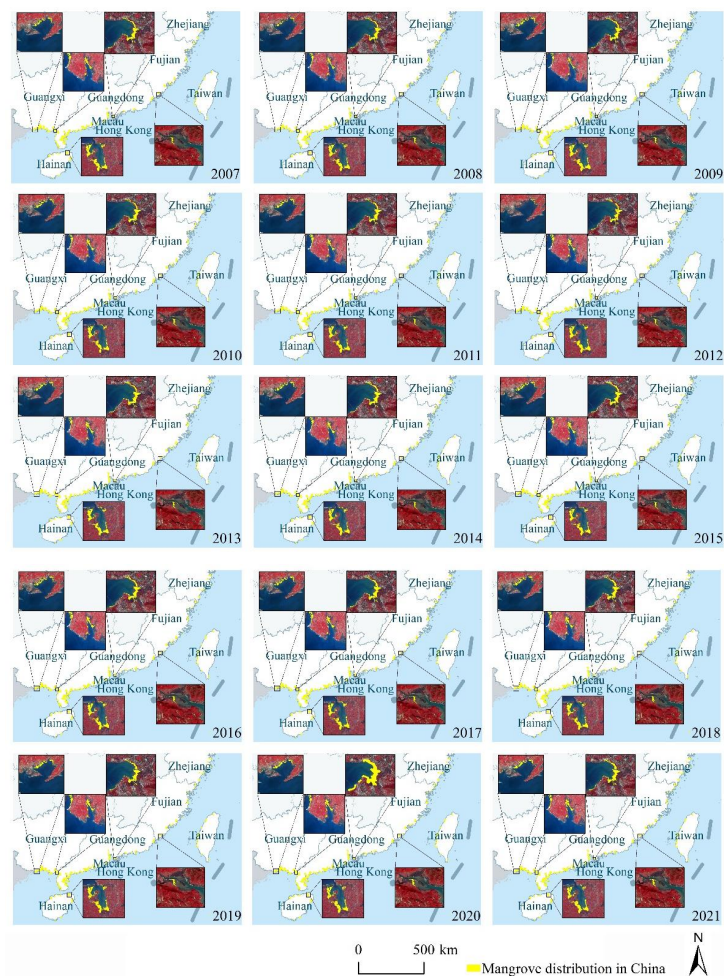 Zhejiang
Fujian
Guangxi
Guangdong
Taiwan
Macau
Hong Kong
Hainan
2007
Zhejiang
Fujian
Guangxi
Guangdong
Taiwan
Macau
Hong Kong
Hainan
2008
Zhejiang
Fujian
Guangxi
Guangdong
Taiwan
Macau
Hong Kong
Hainan
2009
Zhejiang
Fujian
Guangxi
Guangdong
Taiwan
Macau
Hong Kong
Hainan
2010
Zhejiang
Fujian
Guangxi
Guangdong
Taiwan
Macau
Hong Kong
Hainan
2011
Zhejiang
Fujian
Guangxi
Guangdong
Taiwan
Macau
Hong Kong
Hainan
2012
Zhejiang
Fujian
Guangxi
Guangdong
Taiwan
Macau
Hong Kong
Hainan
2013
Zhejiang
Fujian
Guangxi
Guangdong
Taiwan
Macau
Hong Kong
Hainan
2014
Zhejiang
Fujian
Guangxi
Guangdong
Taiwan
Macau
Hong Kong
Hainan
2015
Zhejiang
Fujian
Guangxi
Guangdong
Taiwan
Macau
Hong Kong
Hainan
2016
Zhejiang
Fujian
Guangxi
Guangdong
Taiwan
Macau
Hong Kong
Hainan
2017
Zhejiang
Fujian
Guangxi
Guangdong
Taiwan
Macau
Hong Kong
Hainan
2018
Zhejiang
Fujian
Guangxi
Guangdong
Taiwan
Macau
Hong Kong
Hainan
2019
Zhejiang
Fujian
Guangxi
Guangdong
Taiwan
Macau
Hong Kong
Hainan
2020
Zhejiang
Fujian
Guangxi
Guangdong
Taiwan
Macau
Hong Kong
Hainan
2021
0 500 km
N
Mangrove distribution in China